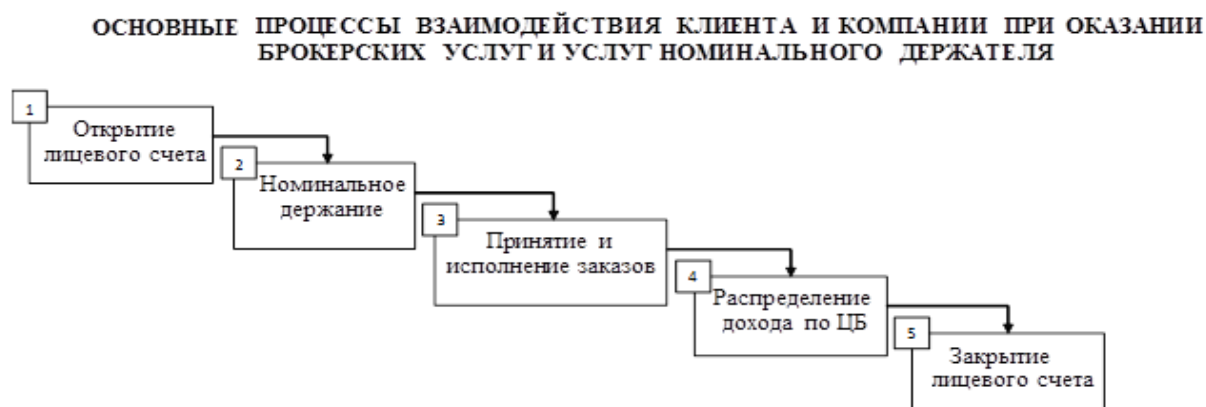 ОСНОВНЫЕ ПРОЦЕССЫ ВЗАИМОДЕЙСТВИЯ КЛИЕНТА И КОМПАНИИ ПРИ ОКАЗАНИИ
БРОКЕРСКИХ УСЛУГ И УСЛУГ НОМИНАЛЬНОГО ДЕРЖАТЕЛЯ
1
Открытие
лицевого счета
2
Номинальное
держание
3
Принятие и
исполнение заказов
4
Распределение
дохода по ЦБ
5
Закрытие
лицевого счета